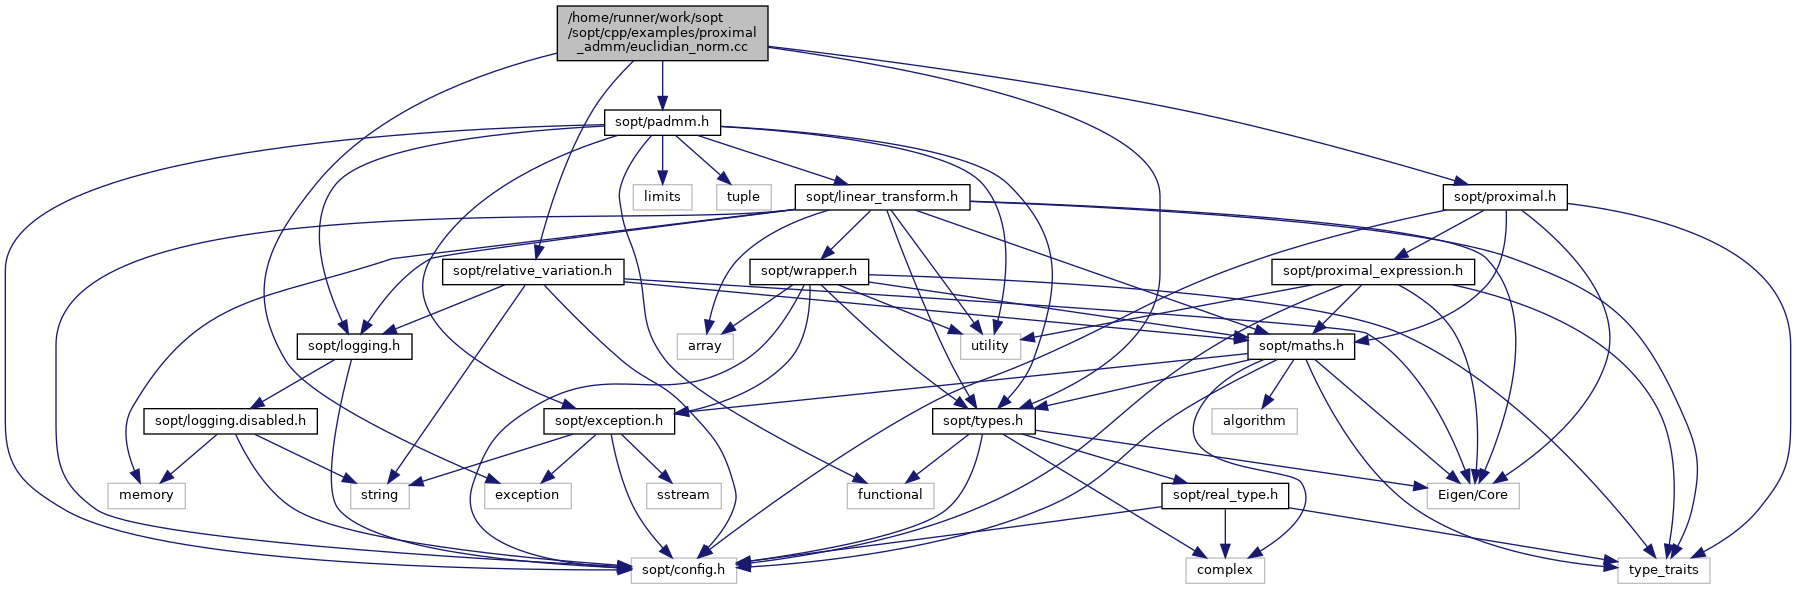 /home/runner/work/sopt
/sopt/cpp/examples/proximal
_admm/euclidian_norm.cc
sopt/padmm.h
limits
tuple
sopt/linear_transform.h
sopt/proximal.h
sopt/relative_variation.h
sopt/wrapper.h
sopt/proximal_expression.h
sopt/logging.h
array
utility
sopt/maths.h
sopt/logging.disabled.h
sopt/exception.h
sopt/types.h
algorithm
memory
string
exception
sstream
functional
sopt/real_type.h
Eigen/Core
sopt/config.h
complex
type_traits